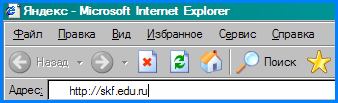 Яндекс - Microsoft Internet Explorer
Файл Правка Вид Избранное Сервис Справка
Назад Поиск
Адрес: http://skf.edu.ru